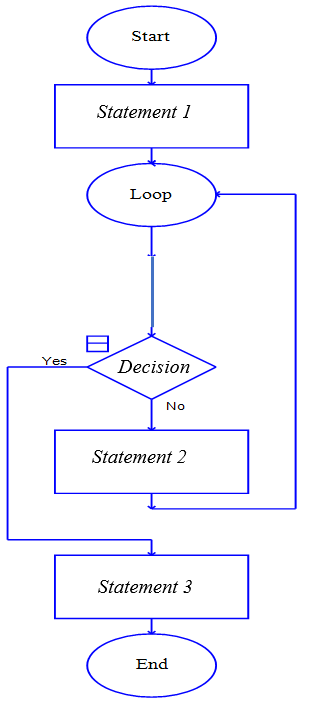 Start
Statement 1
Loop
Yes
Decision
No
Statement 2
Statement 3
End